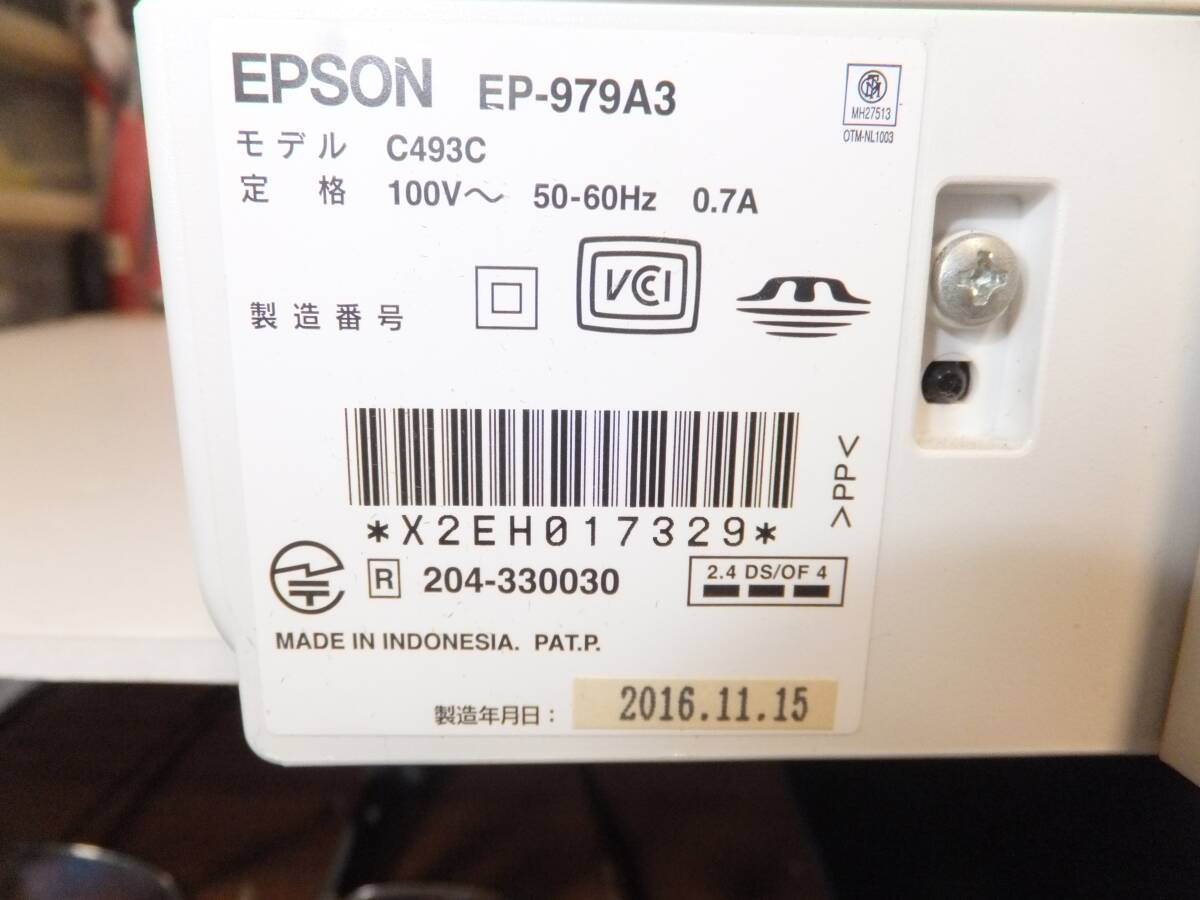 EPSON EP-979A3
MH27513
OTM-NL1003
モデル C493C
定格 100V～ 50-60Hz 0.7A
VCCI
製造番号
>PP<
*X2EH017329*
R 204-330030
2.4 DS/OF 4
MADE IN INDONESIA. PAT.P.
製造年月日： 2016.11.15